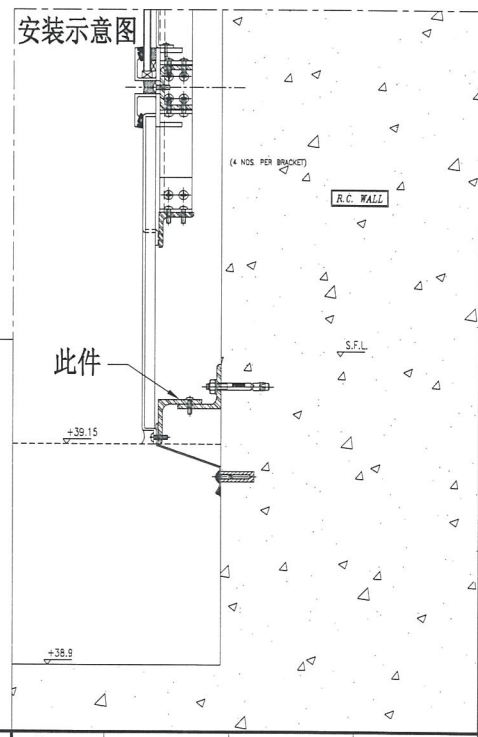 安装示意图
(4 NOS. PER BRACKET)
R.C. WALL
S.F.L.
此件
+39.15
+38.9